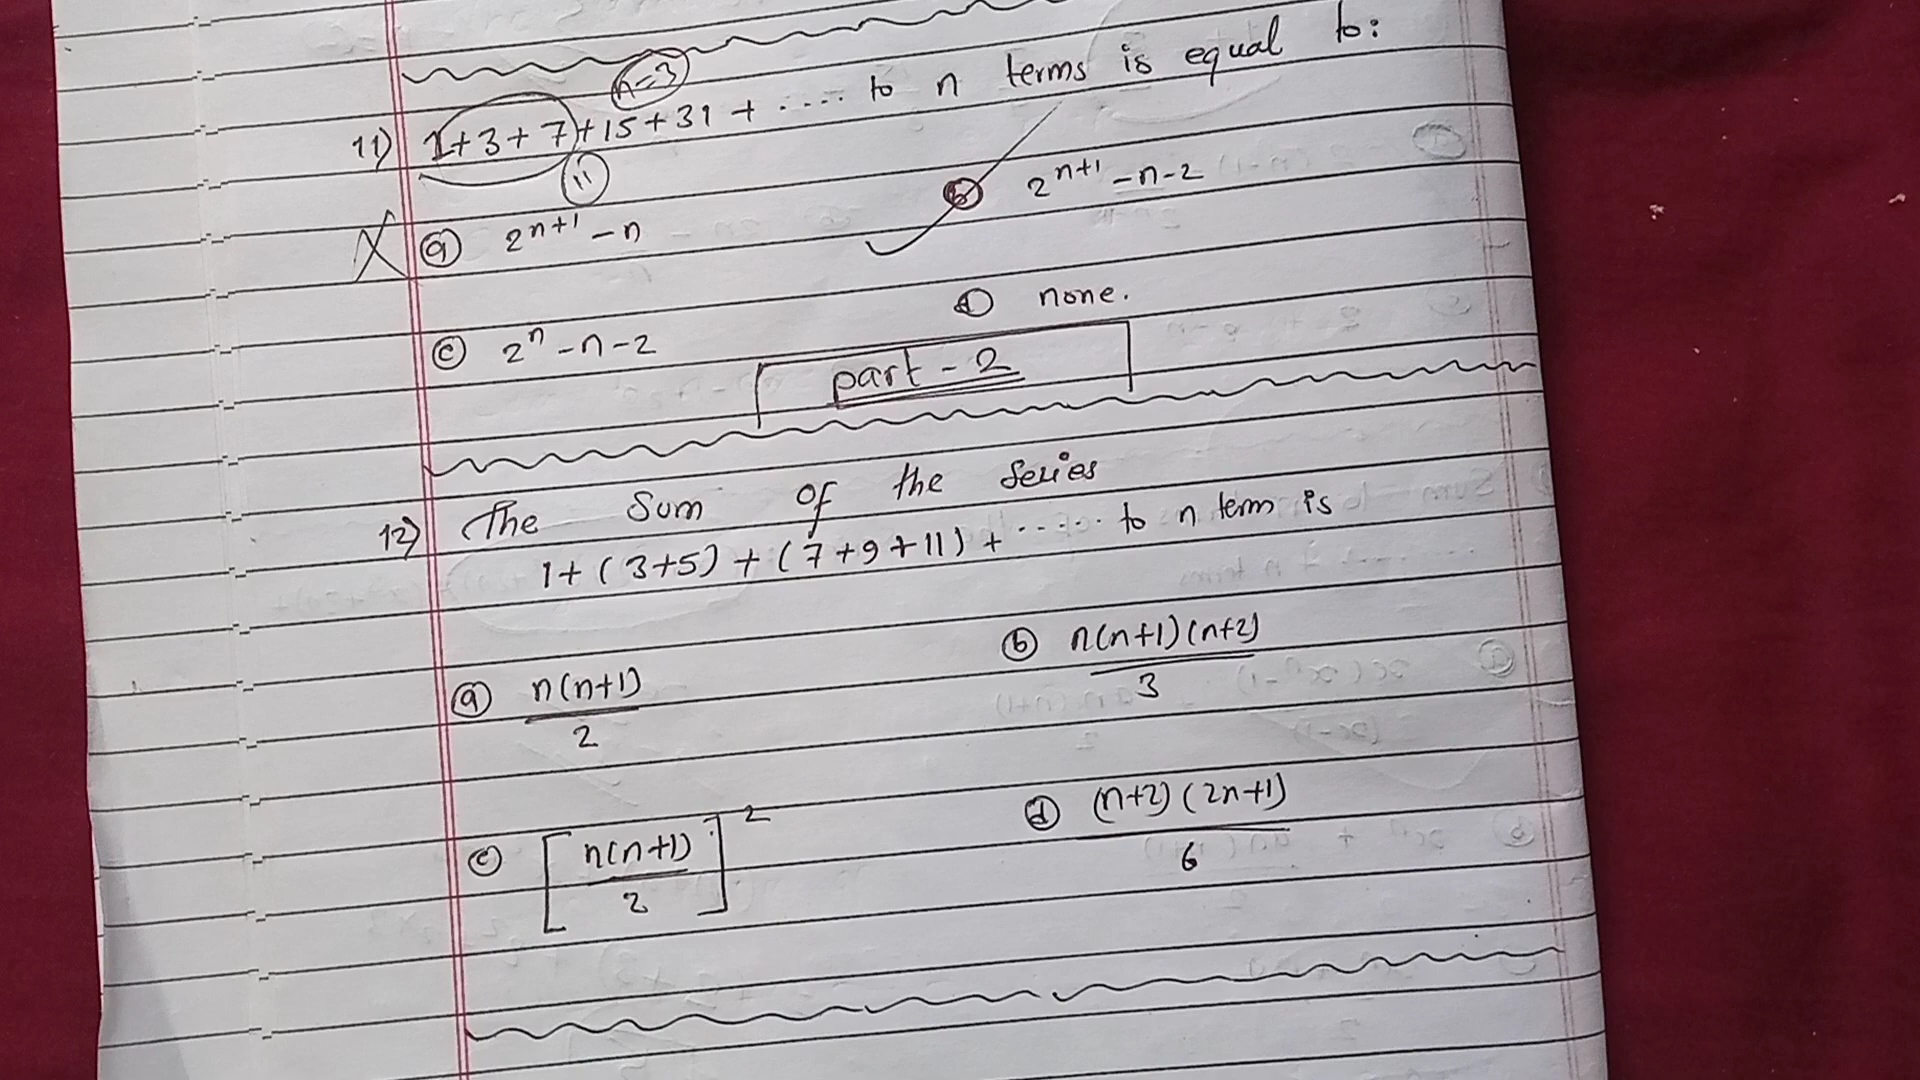 n=3
11) 1+3+7+15+31+ ..... to n terms is equal to:
11
X ⓐ 2^{n+1} - n
ⓑ 2^{n+1} - n - 2
ⓒ 2^n - n - 2
ⓓ none.
part - 2
12) The Sum of the Series
1+(3+5)+(7+9+11)+ ..... to n term is
ⓐ n(n+1)/2
ⓑ n(n+1)(n+2)/3
ⓒ [n(n+1)/2]^2
ⓓ (n+2)(2n+1)/6